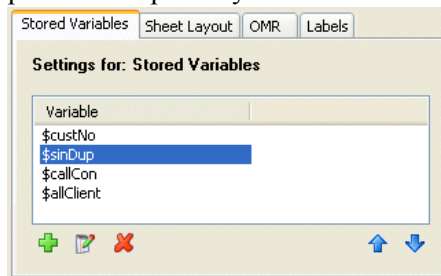 Stored Variables Sheet Layout OMR Labels
Settings for: Stored Variables
Variable
$custNo
$sinDup
$callCon
$allClient